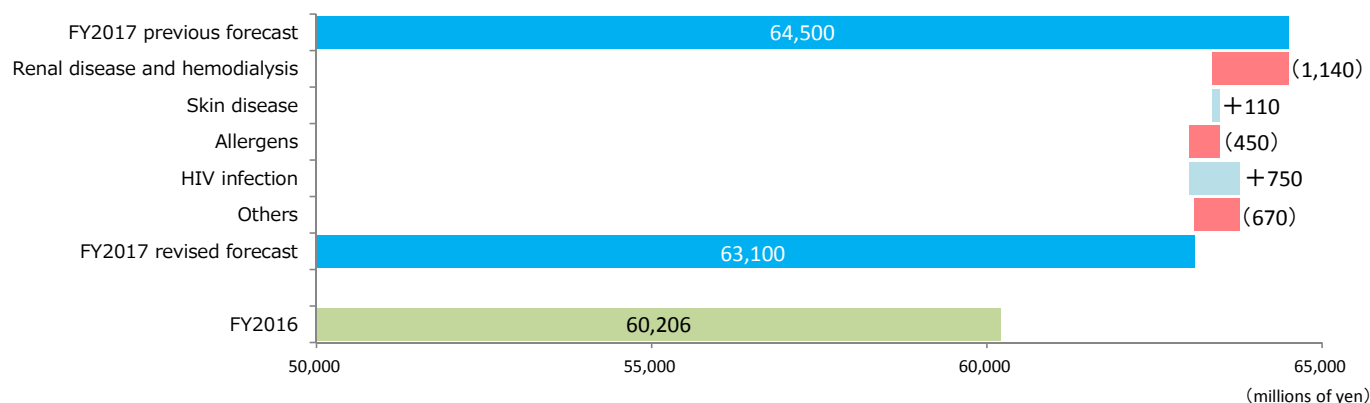 FY2017 previous forecast 64,500
Renal disease and hemodialysis (1,140)
Skin disease +110
Allergens (450)
HIV infection +750
Others (670)
FY2017 revised forecast 63,100
FY2016 60,206
50,000 55,000 60,000 65,000
(millions of yen)